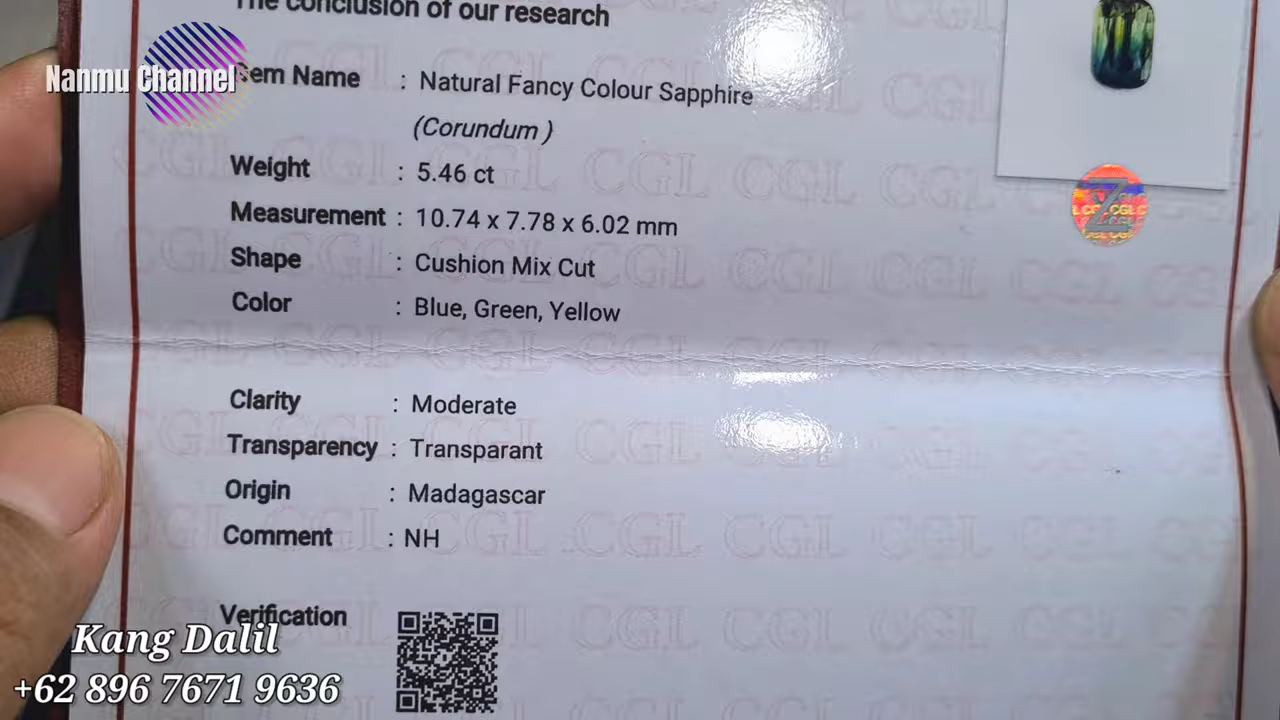 The conclusion of our research
Nanmu Channel
Gem Name : Natural Fancy Colour Sapphire
(Corundum )
Weight : 5.46 ct
Measurement : 10.74 x 7.78 x 6.02 mm
Shape : Cushion Mix Cut
Color : Blue, Green, Yellow
Clarity : Moderate
Transparency : Transparant
Origin : Madagascar
Comment : NH
Verification
Kang Dalil
+62 896 7671 9636